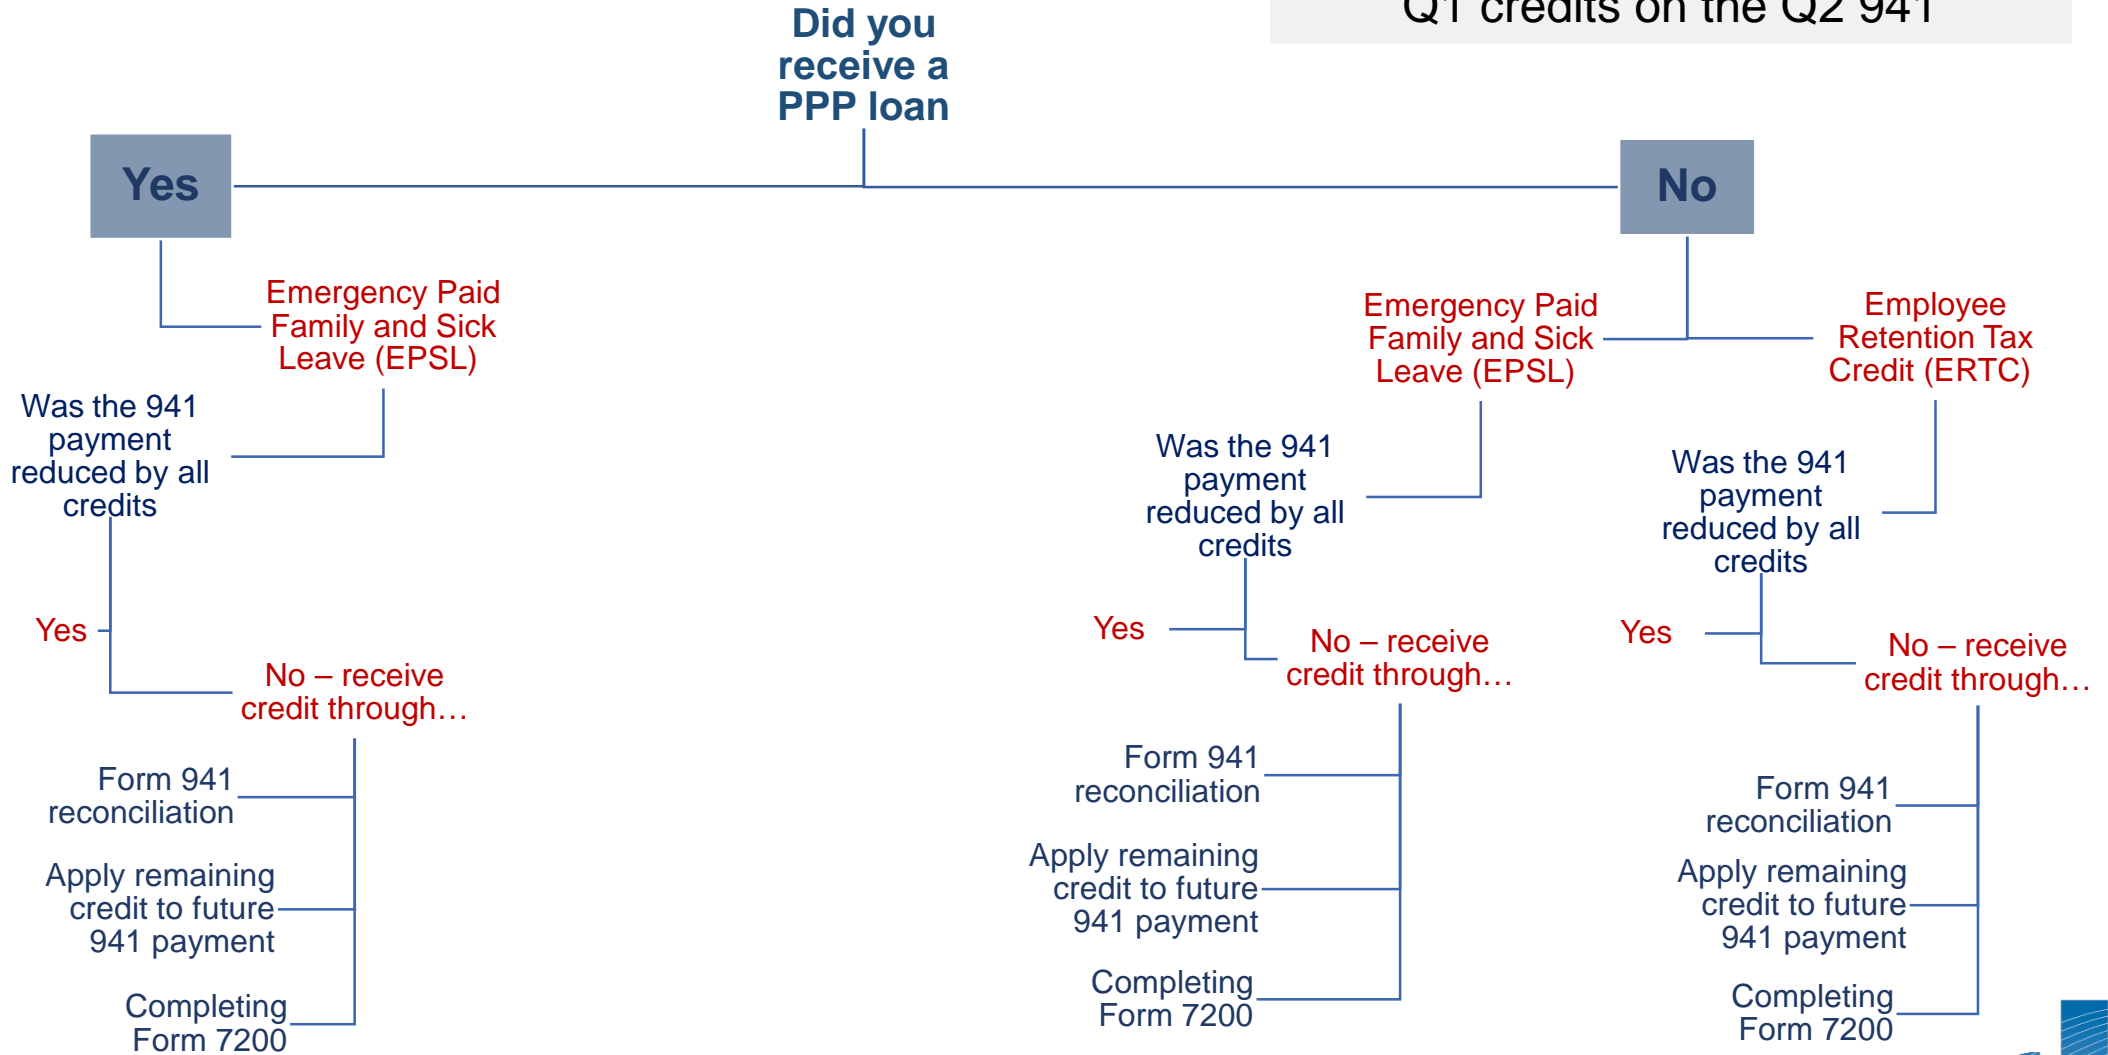 Q1 credits on the Q2 941
Did you
receive a
PPP loan
Yes
No
Emergency Paid
Family and Sick
Leave (EPSL)
Was the 941
payment
reduced by all
credits
Yes
No – receive
credit through…
Form 941
reconciliation
Apply remaining
credit to future
941 payment
Completing
Form 7200
Emergency Paid
Family and Sick
Leave (EPSL)
Was the 941
payment
reduced by all
credits
Yes
No – receive
credit through…
Form 941
reconciliation
Apply remaining
credit to future
941 payment
Completing
Form 7200
Employee
Retention Tax
Credit (ERTC)
Was the 941
payment
reduced by all
credits
Yes
No – receive
credit through…
Form 941
reconciliation
Apply remaining
credit to future
941 payment
Completing
Form 7200